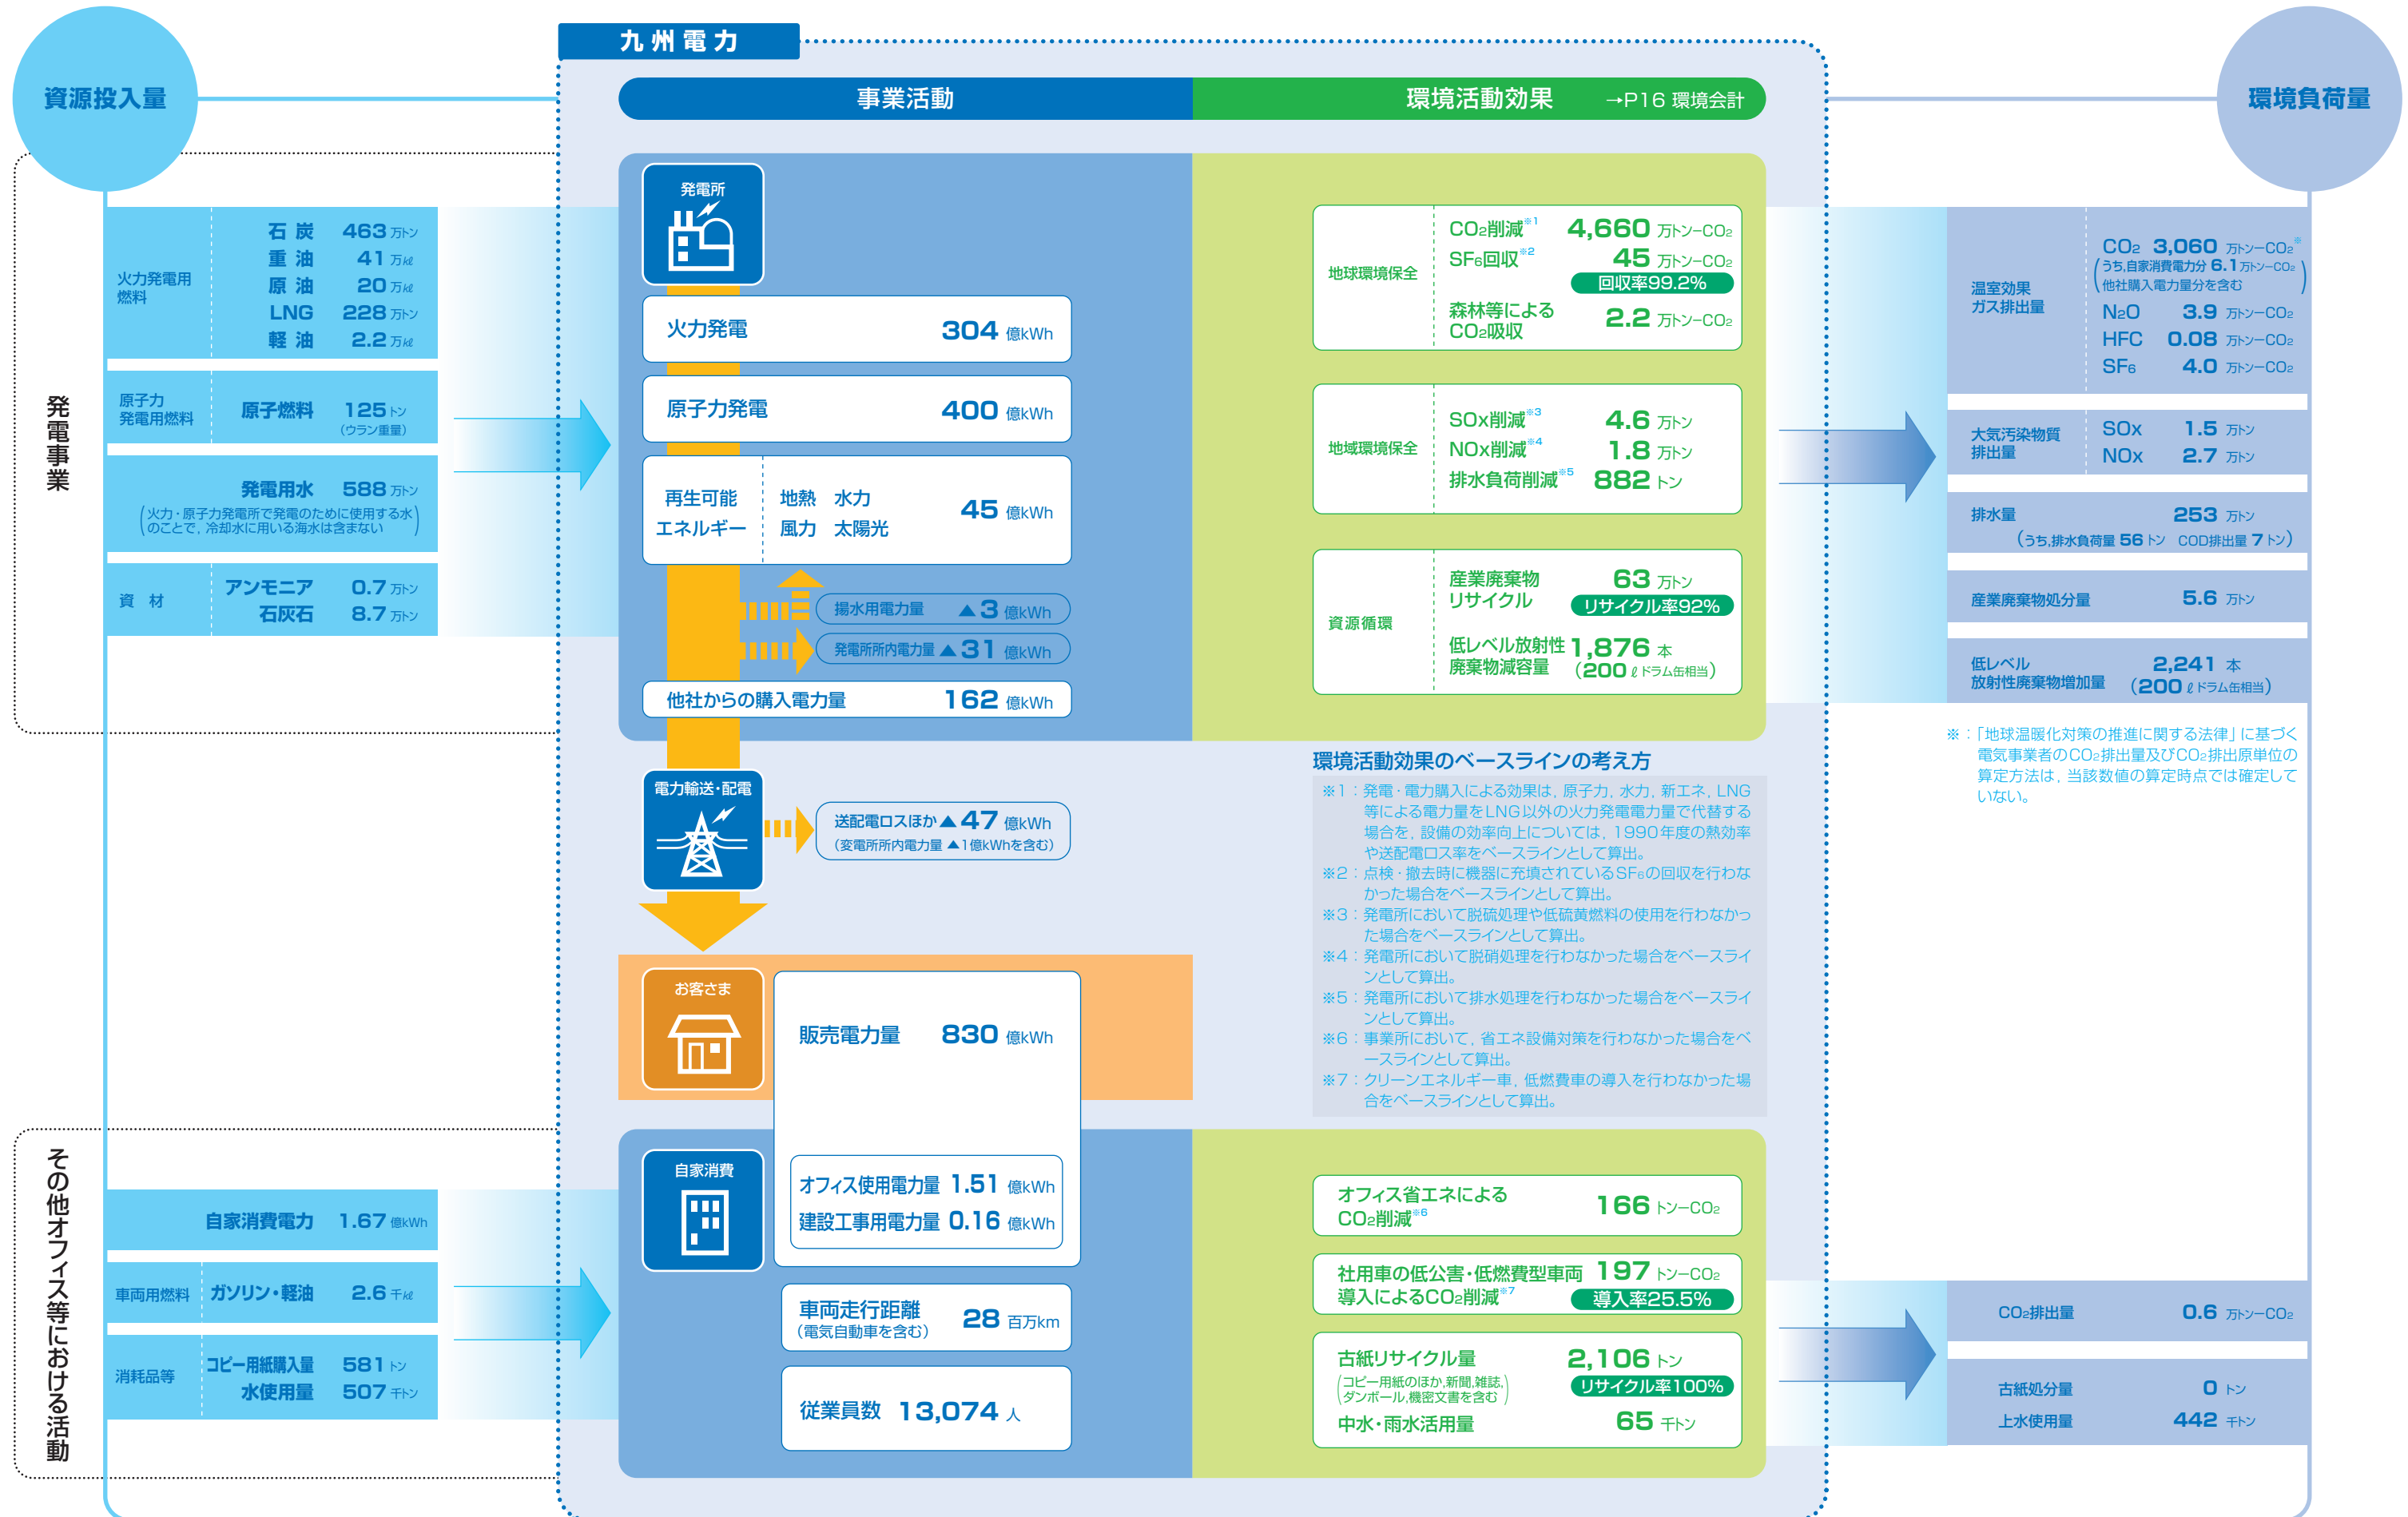 九州電力
資源投入量
事業活動
環境活動効果 →P16 環境会計
環境負荷量
発電事業
火力発電用
燃料
石炭 463 万トン
重油 41 万㎘
原油 20 万㎘
LNG 228 万トン
軽油 2.2 万㎘
原子力
発電用燃料
原子燃料 125 トン
（ウラン重量）
発電用水 588 万トン
（火力・原子力発電所で発電のために使用する水
のことで，冷却水に用いる海水は含まない）
資材
アンモニア 0.7 万トン
石灰石 8.7 万トン
発電所
火力発電 304 億kWh
原子力発電 400 億kWh
再生可能
エネルギー
地熱 水力
風力 太陽光
45 億kWh
揚水用電力量 ▲3 億kWh
発電所所内電力量 ▲31 億kWh
他社からの購入電力量 162 億kWh
電力輸送・配電
送配電ロスほか ▲47 億kWh
（変電所所内電力量 ▲1億kWhを含む）
お客さま
販売電力量 830 億kWh
地球環境保全
CO₂削減※1 4,660 万トン−CO₂
SF₆回収※2 45 万トン−CO₂
回収率99.2%
森林等による
CO₂吸収
2.2 万トン−CO₂
地域環境保全
SOx削減※3 4.6 万トン
NOx削減※4 1.8 万トン
排水負荷削減※5 882 トン
資源循環
産業廃棄物
リサイクル
63 万トン
リサイクル率92%
低レベル放射性
廃棄物減容量
1,876 本
（200 ℓドラム缶相当）
環境活動効果のベースラインの考え方
※1：発電・電力購入による効果は，原子力，水力，新エネ，LNG
等による電力量をLNG以外の火力発電電力量で代替する
場合を，設備の効率向上については，1990年度の熱効率
や送配電ロス率をベースラインとして算出。
※2：点検・撤去時に機器に充填されているSF₆の回収を行わな
かった場合をベースラインとして算出。
※3：発電所において脱硫処理や低硫黄燃料の使用を行わなかっ
た場合をベースラインとして算出。
※4：発電所において脱硝処理を行わなかった場合をベースライ
ンとして算出。
※5：発電所において排水処理を行わなかった場合をベースライ
ンとして算出。
※6：事業所において，省エネ設備対策を行わなかった場合をベ
ースラインとして算出。
※7：クリーンエネルギー車，低燃費車の導入を行わなかった場
合をベースラインとして算出。
温室効果
ガス排出量
CO₂ 3,060 万トン−CO₂※
（うち,自家消費電力分 6.1万トン−CO₂
他社購入電力量分を含む）
N₂O 3.9 万トン−CO₂
HFC 0.08 万トン−CO₂
SF₆ 4.0 万トン−CO₂
大気汚染物質
排出量
SOx 1.5 万トン
NOx 2.7 万トン
排水量 253 万トン
（うち,排水負荷量 56 トン COD排出量 7 トン）
産業廃棄物処分量 5.6 万トン
低レベル
放射性廃棄物増加量
2,241 本
（200 ℓドラム缶相当）
※：「地球温暖化対策の推進に関する法律」に基づく
電気事業者のCO₂排出量及びCO₂排出原単位の
算定方法は，当該数値の算定時点では確定して
いない。
その他オフィス等における活動
自家消費電力 1.67 億kWh
車両用燃料 ガソリン・軽油 2.6 千㎘
消耗品等
コピー用紙購入量 581 トン
水使用量 507 千トン
自家消費
オフィス使用電力量 1.51 億kWh
建設工事用電力量 0.16 億kWh
車両走行距離
（電気自動車を含む）
28 百万km
従業員数 13,074 人
オフィス省エネによる
CO₂削減※6
166 トン−CO₂
社用車の低公害・低燃費型車両
導入によるCO₂削減※7
197 トン−CO₂
導入率25.5%
古紙リサイクル量 2,106 トン
（コピー用紙のほか,新聞,雑誌,
ダンボール,機密文書を含む）
リサイクル率100%
中水・雨水活用量 65 千トン
CO₂排出量 0.6 万トン−CO₂
古紙処分量 0 トン
上水使用量 442 千トン